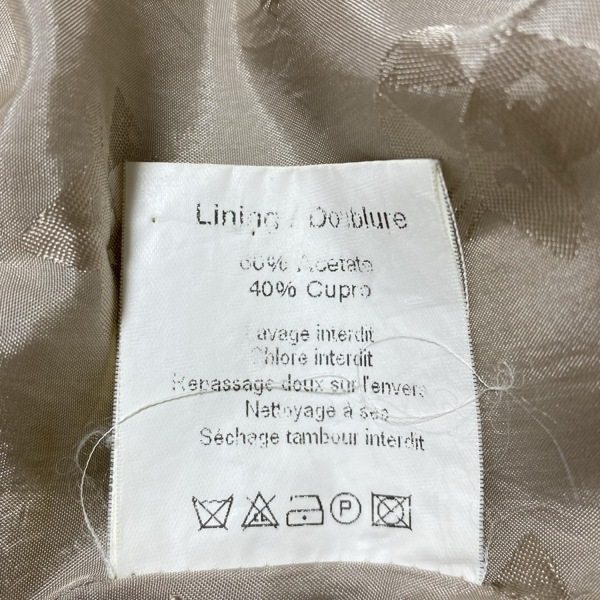 Lining / Doublure
60% Acetate
40% Cupro
Lavage interdit
Chlore interdit
Repassage doux sur l'envers
Nettoyage à sec
Séchage tambour interdit
CL
P